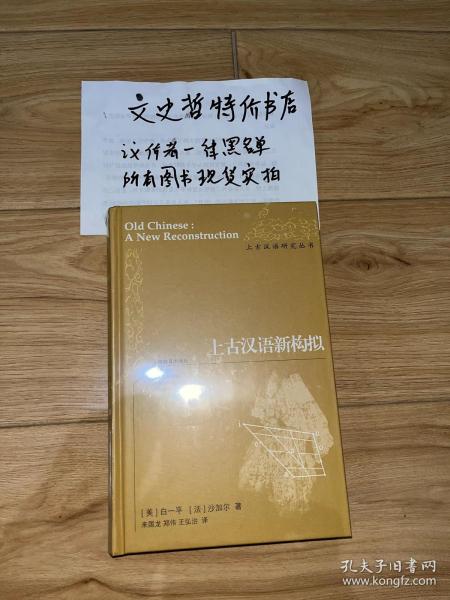 文史哲特价书店
议价者一律黑名单
所有图书现货实拍
Old Chinese :
A New Reconstruction
上古汉语研究丛书
上古汉语新构拟
[美] 白一平 [法] 沙加尔 著
来国龙 郑伟 王弘治 译
孔夫子旧书网
www.kongfz.com